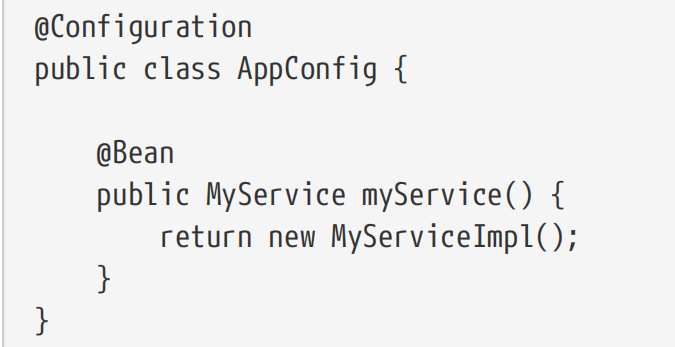 @Configuration
public class AppConfig {
    @Bean
    public MyService myService() {
        return new MyServiceImpl();
    }
}